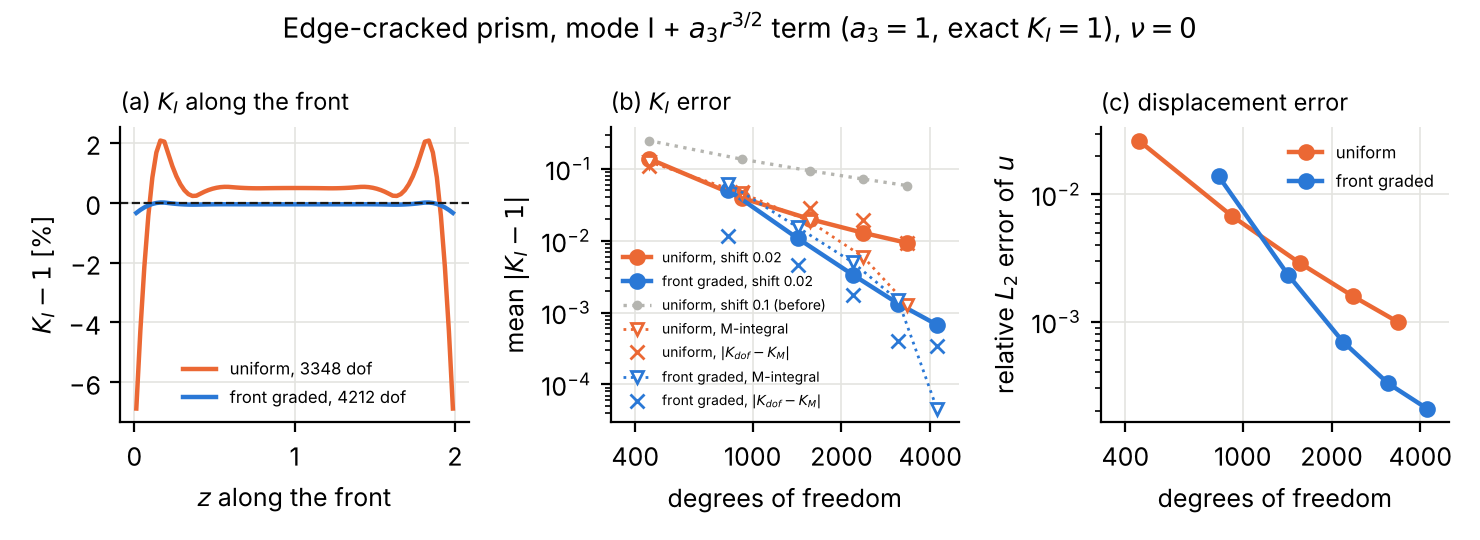 Edge-cracked prism, mode I + a₃r^{3/2} term (a₃ = 1, exact K_I = 1), ν = 0
(a) K_I along the front
K_I − 1 [%]
2
0
−2
−4
−6
uniform, 3348 dof
front graded, 4212 dof
0
1
2
z along the front
(b) K_I error
mean |K_I − 1|
10⁻¹
10⁻²
10⁻³
10⁻⁴
uniform, shift 0.02
front graded, shift 0.02
uniform, shift 0.1 (before)
uniform, M-integral
uniform, |K_{dof} − K_M|
front graded, M-integral
front graded, |K_{dof} − K_M|
400
1000
2000
4000
degrees of freedom
(c) displacement error
relative L₂ error of u
10⁻²
10⁻³
uniform
front graded
400
1000
2000
4000
degrees of freedom